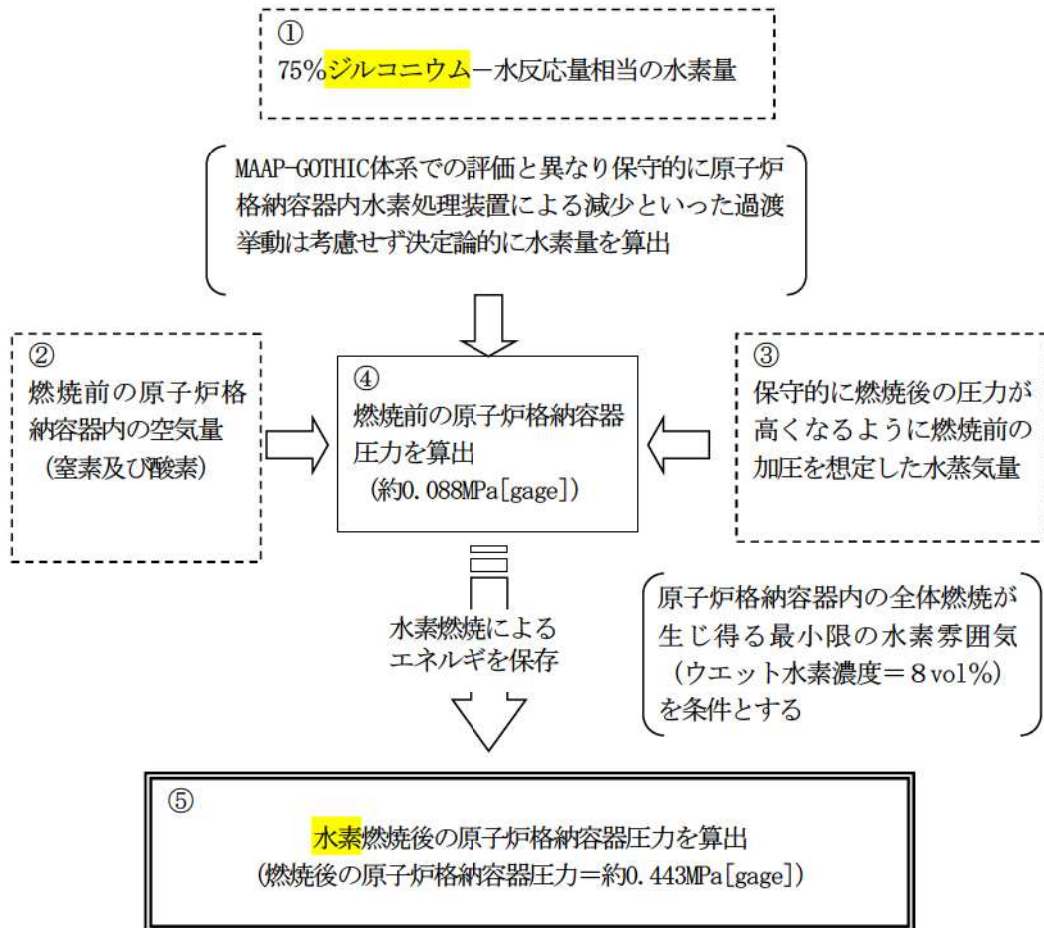 ①
75%ジルコニウム－水反応量相当の水素量
MAAP-GOTHIC体系での評価と異なり保守的に原子炉
格納容器内水素処理装置による減少といった過渡
挙動は考慮せず決定論的に水素量を算出
②
燃焼前の原子炉格
納容器内の空気量
(窒素及び酸素)
④
燃焼前の原子炉格納容器
圧力を算出
(約0.088MPa[gage])
③
保守的に燃焼後の圧力が
高くなるように燃焼前の
加圧を想定した水蒸気量
水素燃焼による
エネルギを保存
原子炉格納容器内の全体燃焼が
生じ得る最小限の水素雰囲気
(ウエット水素濃度＝８vol%)
を条件とする
⑤
水素燃焼後の原子炉格納容器圧力を算出
(燃焼後の原子炉格納容器圧力＝約0.443MPa[gage])